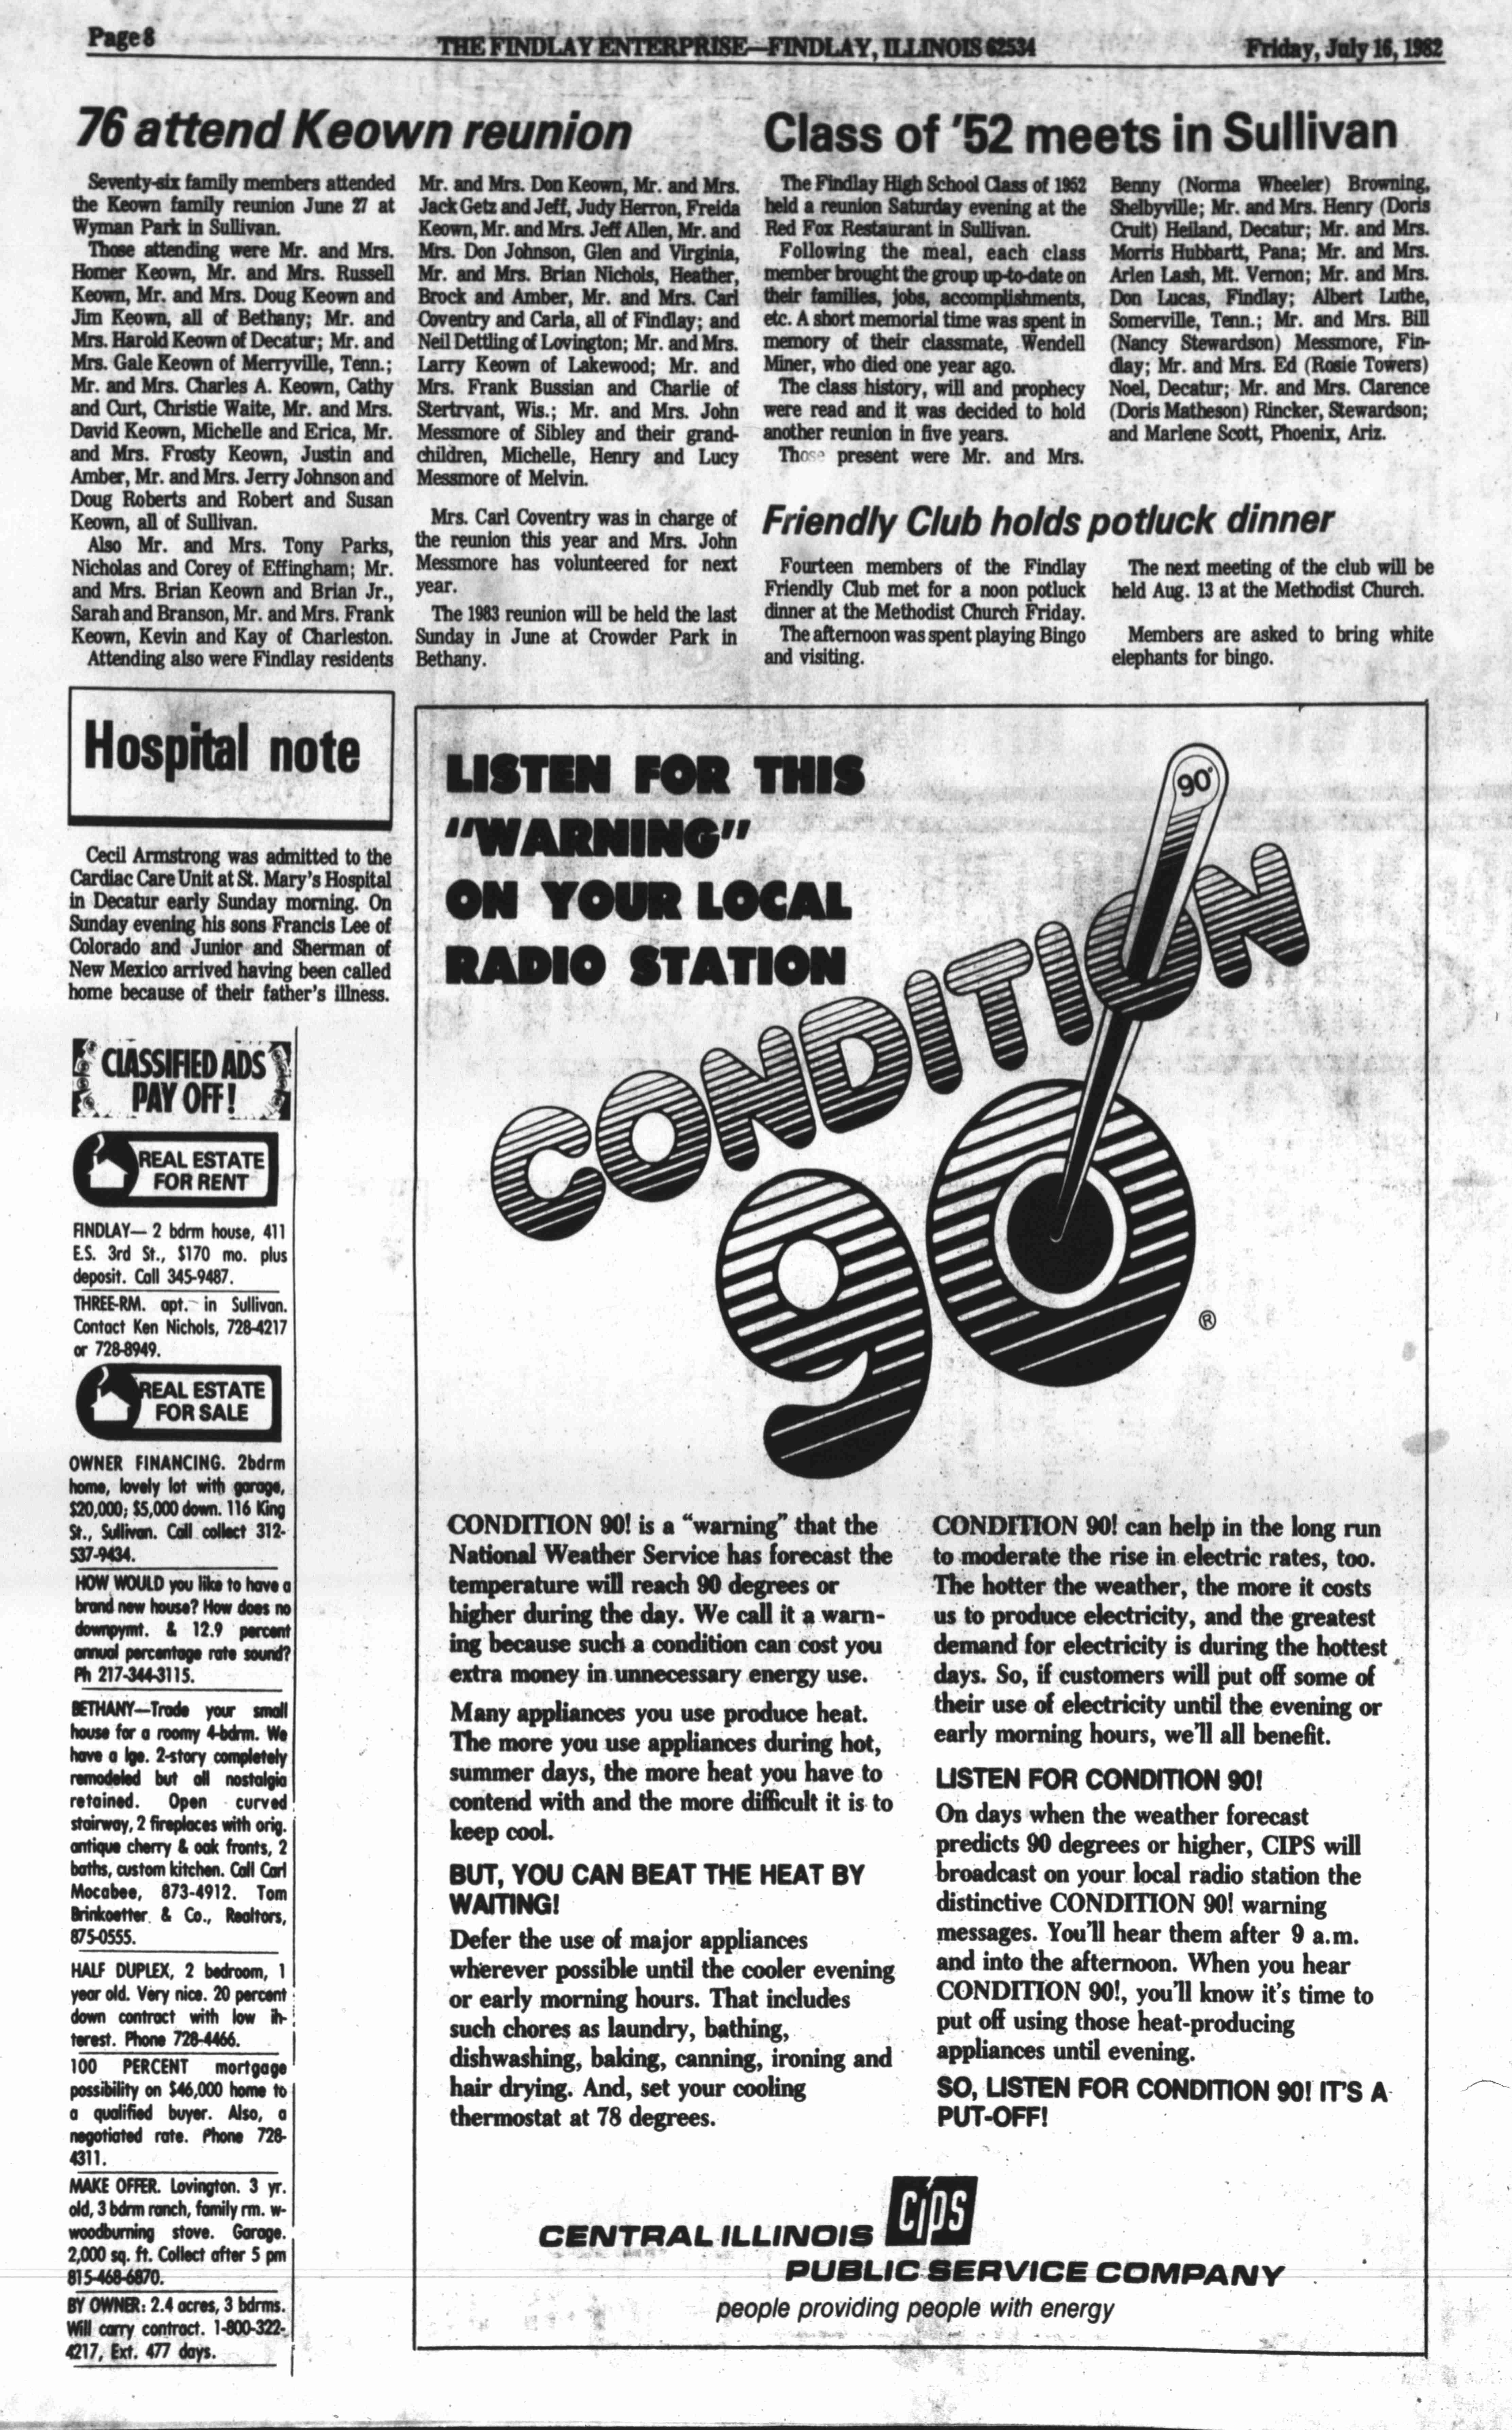 Page 8
THE FINDLAY ENTERPRISE—FINDLAY, ILLINOIS 62534
Friday, July 16, 1982
76 attend Keown reunion
Seventy-six family members attended
the Keown family reunion June 27 at
Wyman Park in Sullivan.
Those attending were Mr. and Mrs.
Homer Keown, Mr. and Mrs. Russell
Keown, Mr. and Mrs. Doug Keown and
Jim Keown, all of Bethany; Mr. and
Mrs. Harold Keown of Decatur; Mr. and
Mrs. Gale Keown of Merryville, Tenn.;
Mr. and Mrs. Charles A. Keown, Cathy
and Curt, Christie Waite, Mr. and Mrs.
David Keown, Michelle and Erica, Mr.
and Mrs. Frosty Keown, Justin and
Amber, Mr. and Mrs. Jerry Johnson and
Doug Roberts and Robert and Susan
Keown, all of Sullivan.
Also Mr. and Mrs. Tony Parks,
Nicholas and Corey of Effingham; Mr.
and Mrs. Brian Keown and Brian Jr.,
Sarah and Branson, Mr. and Mrs. Frank
Keown, Kevin and Kay of Charleston.
Attending also were Findlay residents
Mr. and Mrs. Don Keown, Mr. and Mrs.
Jack Getz and Jeff, Judy Herron, Freida
Keown, Mr. and Mrs. Jeff Allen, Mr. and
Mrs. Don Johnson, Glen and Virginia,
Mr. and Mrs. Brian Nichols, Heather,
Brock and Amber, Mr. and Mrs. Carl
Coventry and Carla, all of Findlay; and
Neil Dettling of Lovington; Mr. and Mrs.
Larry Keown of Lakewood; Mr. and
Mrs. Frank Bussian and Charlie of
Stertrvant, Wis.; Mr. and Mrs. John
Messmore of Sibley and their grand-
children, Michelle, Henry and Lucy
Messmore of Melvin.
Mrs. Carl Coventry was in charge of
the reunion this year and Mrs. John
Messmore has volunteered for next
year.
The 1983 reunion will be held the last
Sunday in June at Crowder Park in
Bethany.
Class of '52 meets in Sullivan
The Findlay High School Class of 1952
held a reunion Saturday evening at the
Red Fox Restaurant in Sullivan.
Following the meal, each class
member brought the group up-to-date on
their families, jobs, accomplishments,
etc. A short memorial time was spent in
memory of their classmate, Wendell
Miner, who died one year ago.
The class history, will and prophecy
were read and it was decided to hold
another reunion in five years.
Those present were Mr. and Mrs.
Benny (Norma Wheeler) Browning,
Shelbyville; Mr. and Mrs. Henry (Doris
Cruit) Heiland, Decatur; Mr. and Mrs.
Morris Hubbartt, Pana; Mr. and Mrs.
Arlen Lash, Mt. Vernon; Mr. and Mrs.
Don Lucas, Findlay; Albert Luthe,
Somerville, Tenn.; Mr. and Mrs. Bill
(Nancy Stewardson) Messmore, Fin-
dlay; Mr. and Mrs. Ed (Rosie Towers)
Noel, Decatur; Mr. and Mrs. Clarence
(Doris Matheson) Rincker, Stewardson;
and Marlene Scott, Phoenix, Ariz.
Friendly Club holds potluck dinner
Fourteen members of the Findlay
Friendly Club met for a noon potluck
dinner at the Methodist Church Friday.
The afternoon was spent playing Bingo
and visiting.
The next meeting of the club will be
held Aug. 13 at the Methodist Church.
Members are asked to bring white
elephants for bingo.
Hospital note
Cecil Armstrong was admitted to the
Cardiac Care Unit at St. Mary's Hospital
in Decatur early Sunday morning. On
Sunday evening his sons Francis Lee of
Colorado and Junior and Sherman of
New Mexico arrived having been called
home because of their father's illness.
CLASSIFIED ADS
PAY OFF!
REAL ESTATE
FOR RENT
FINDLAY— 2 bdrm house, 411
E.S. 3rd St., $170 mo. plus
deposit. Call 345-9487.
THREE-RM. apt. in Sullivan.
Contact Ken Nichols, 728-4217
or 728-8949.
REAL ESTATE
FOR SALE
OWNER FINANCING. 2bdrm
home, lovely lot with garage,
$20,000; $5,000 down. 116 King
St., Sullivan. Call collect 312-
537-9434.
HOW WOULD you like to have a
brand new house? How does no
downpymt. & 12.9 percent
annual percentage rate sound?
Ph 217-344-3115.
BETHANY—Trade your small
house for a roomy 4-bdrm. We
have a lge. 2-story completely
remodeled but all nostalgia
retained. Open curved
stairway, 2 fireplaces with orig.
antique cherry & oak fronts, 2
baths, custom kitchen. Call Carl
Mocabee, 873-4912. Tom
Brinkoetter & Co., Realtors,
875-0555.
HALF DUPLEX, 2 bedroom, 1
year old. Very nice. 20 percent
down contract with low in-
terest. Phone 728-4466.
100 PERCENT mortgage
possibility on $46,000 home to
a qualified buyer. Also, a
negotiated rate. Phone 728-
4311.
MAKE OFFER. Lovington. 3 yr.
old, 3 bdrm ranch, family rm. w-
woodburning stove. Garage.
2,000 sq. ft. Collect after 5 pm
815-468-6870.
BY OWNER: 2.4 acres, 3 bdrms.
Will carry contract. 1-800-322-
4217, Ext. 477 days.
LISTEN FOR THIS
"WARNING"
ON YOUR LOCAL
RADIO STATION
90°
CONDITION
90
®
CONDITION 90! is a "warning" that the
National Weather Service has forecast the
temperature will reach 90 degrees or
higher during the day. We call it a warn-
ing because such a condition can cost you
extra money in unnecessary energy use.
Many appliances you use produce heat.
The more you use appliances during hot,
summer days, the more heat you have to
contend with and the more difficult it is to
keep cool.
BUT, YOU CAN BEAT THE HEAT BY
WAITING!
Defer the use of major appliances
wherever possible until the cooler evening
or early morning hours. That includes
such chores as laundry, bathing,
dishwashing, baking, canning, ironing and
hair drying. And, set your cooling
thermostat at 78 degrees.
CONDITION 90! can help in the long run
to moderate the rise in electric rates, too.
The hotter the weather, the more it costs
us to produce electricity, and the greatest
demand for electricity is during the hottest
days. So, if customers will put off some of
their use of electricity until the evening or
early morning hours, we'll all benefit.
LISTEN FOR CONDITION 90!
On days when the weather forecast
predicts 90 degrees or higher, CIPS will
broadcast on your local radio station the
distinctive CONDITION 90! warning
messages. You'll hear them after 9 a.m.
and into the afternoon. When you hear
CONDITION 90!, you'll know it's time to
put off using those heat-producing
appliances until evening.
SO, LISTEN FOR CONDITION 90! IT'S A
PUT-OFF!
CENTRAL ILLINOIS CIPS
PUBLIC SERVICE COMPANY
people providing people with energy